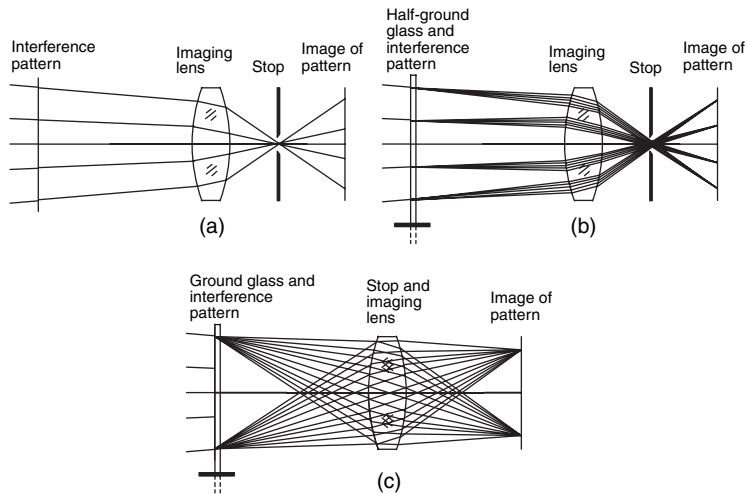 Interference
pattern
Imaging
lens
Stop
Image of
pattern
(a)
Half-ground
glass and
interference
pattern
Imaging
lens
Stop
Image of
pattern
(b)
Ground glass and
interference
pattern
Stop and
imaging
lens
Image of
pattern
(c)